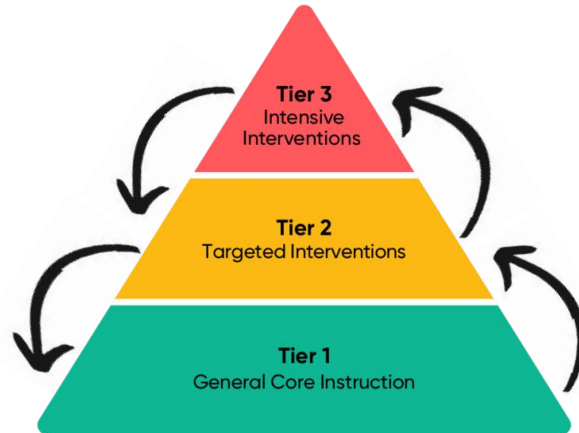 Tier 3
Intensive
Interventions
Tier 2
Targeted Interventions
Tier 1
General Core Instruction